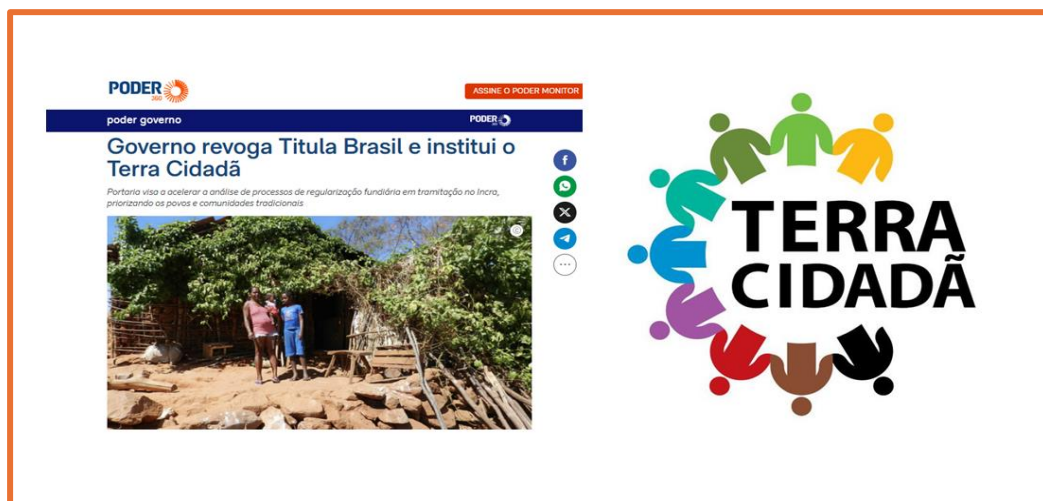 PODER
360
ASSINE O PODER MONITOR
poder governo
PODER
Governo revoga Titula Brasil e institui o
Terra Cidadã
Portaria visa a acelerar a análise de processos de regularização fundiária em tramitação no Incra,
priorizando os povos e comunidades tradicionais
TERRA
CIDADÃ